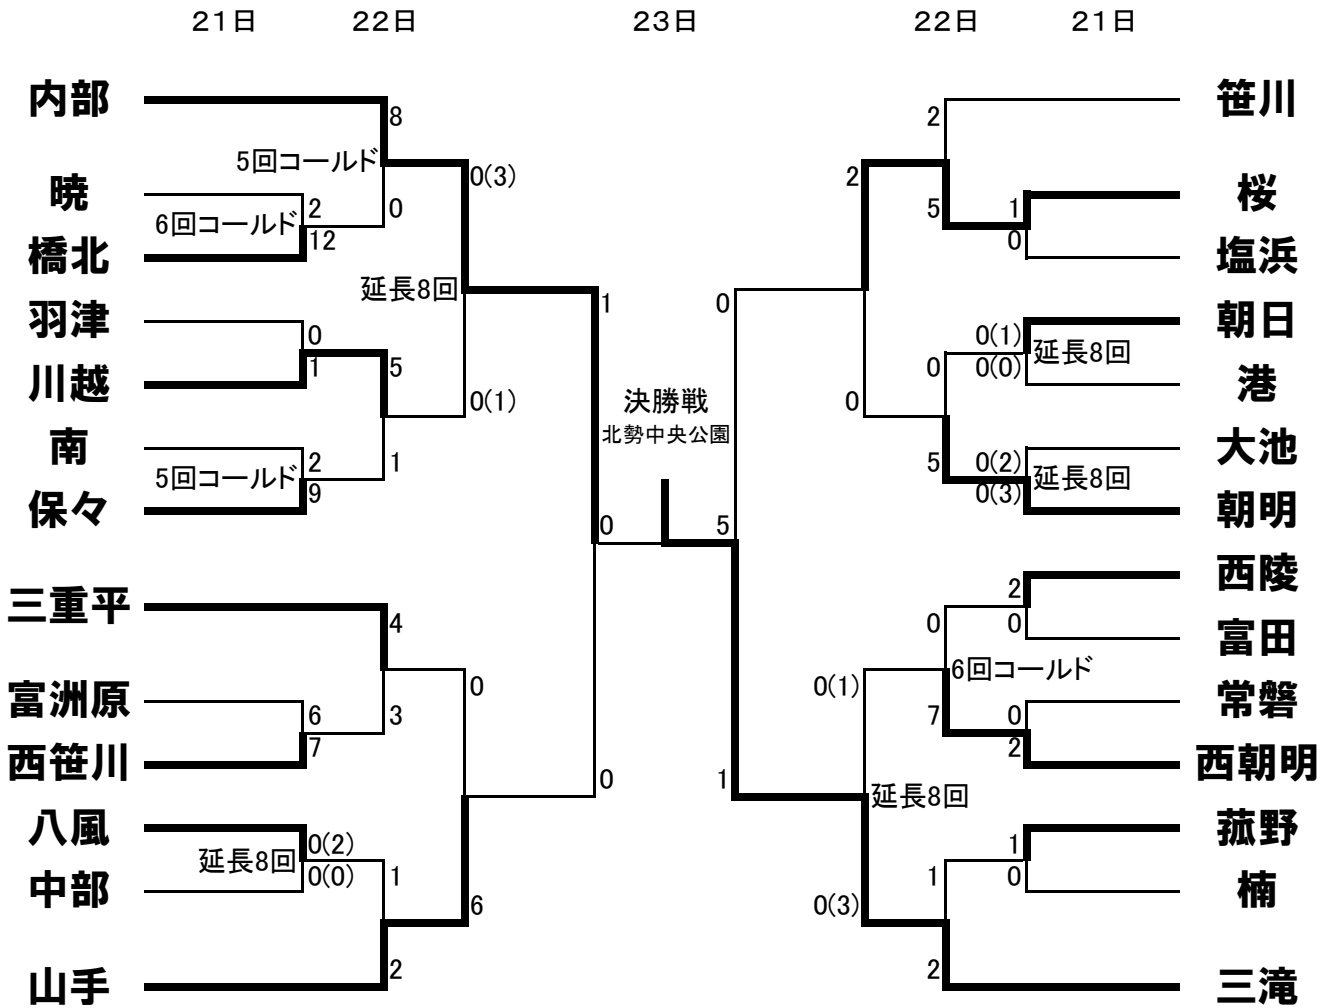 21日 22日 23日 22日 21日
内部
8
5回コールド
0(3)
暁
2
0
6回コールド
12
橋北
羽津
0
延長8回
1
川越
1
5
0(1)
南
2
1
5回コールド
9
保々
0
三重平
4
0
富洲原
6
3
西笹川
7
0
八風
0(2)
延長8回
0(0)
中部
1
6
山手
2
決勝戦
北勢中央公園
笹川
2
2
桜
1
5
0
塩浜
0
朝日
0(1)
延長8回
0(0)
0
港
0
大池
0(2)
5
延長8回
0(3)
朝明
5
西陵
2
0
0
富田
6回コールド
0(1)
常磐
0
7
2
西朝明
1
延長8回
菰野
1
0
1
楠
0(3)
2
三滝